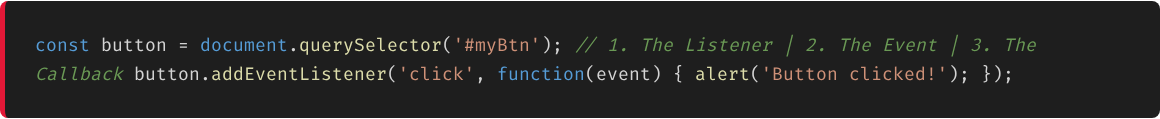 const button = document.querySelector('#myBtn'); // 1. The Listener | 2. The Event | 3. The
Callback button.addEventListener('click', function(event) { alert('Button clicked!'); });